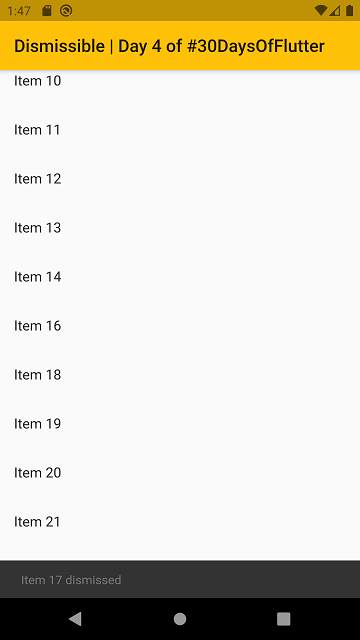 1:47
Dismissible | Day 4 of #30DaysOfFlutter
Item 10
Item 11
Item 12
Item 13
Item 14
Item 16
Item 18
Item 19
Item 20
Item 21
Item 17 dismissed